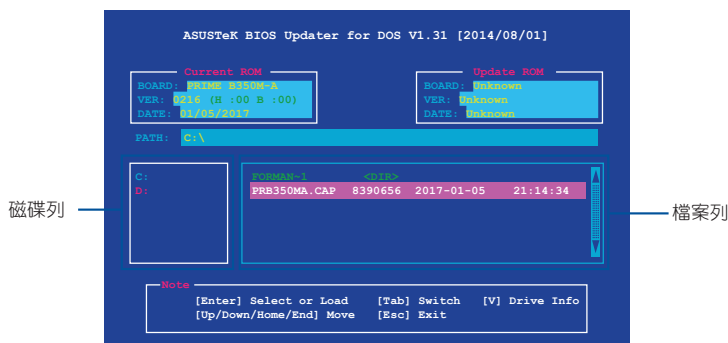 ASUSTeK BIOS Updater for DOS V1.31 [2014/08/01]
Current ROM
BOARD: PRIME B350M-A
VER: 0216 (H :00 B :00)
DATE: 01/05/2017
Update ROM
BOARD: Unknown
VER: Unknown
DATE: Unknown
PATH: C:\
C:
D:
FORMAN~1 <DIR>
PRB350MA.CAP 8390656 2017-01-05 21:14:34
磁碟列
檔案列
Note
[Enter] Select or Load [Tab] Switch [V] Drive Info
[Up/Down/Home/End] Move [Esc] Exit